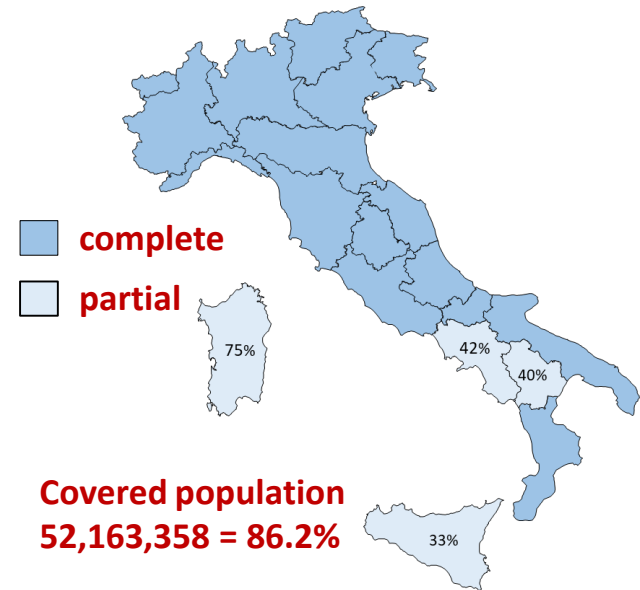 complete
partial
75%
42%
40%
Covered population
52,163,358 = 86.2%
33%